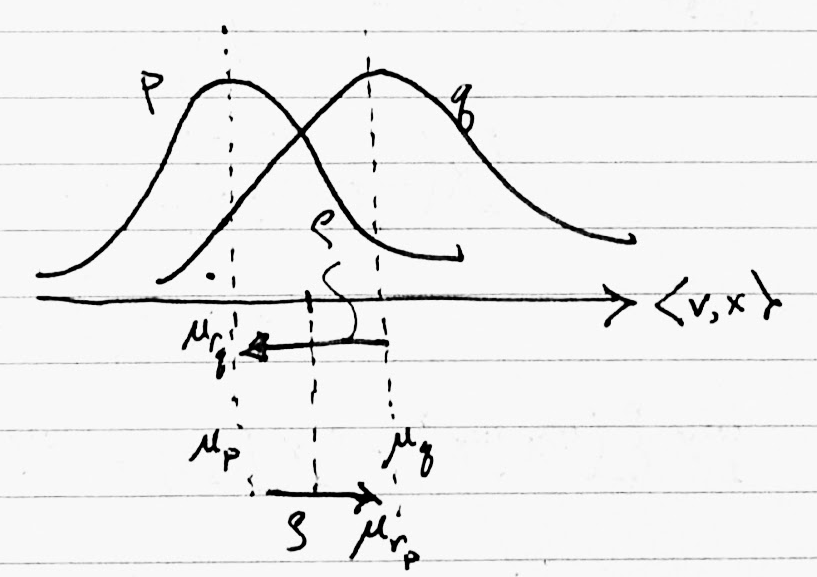 p
q
ρ
⟨v, x⟩
μ_{r_q}
μ_p
μ_q
ρ
μ_{r_p}